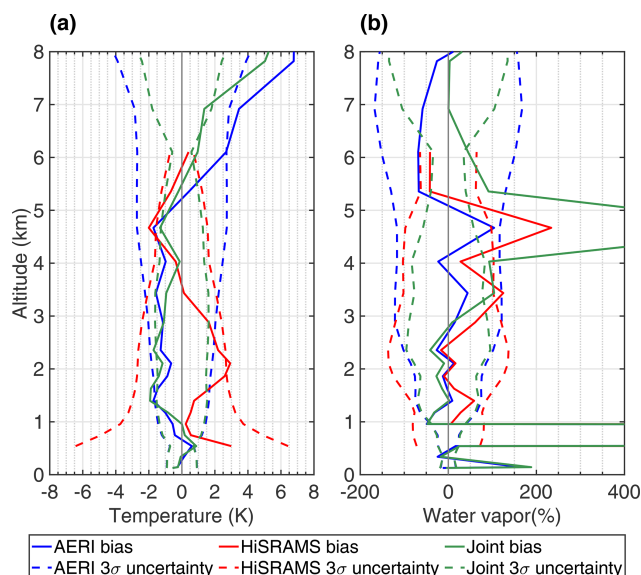 (a)
(b)
Altitude (km)
8
7
6
5
4
3
2
1
0
-8 -6 -4 -2 0 2 4 6 8
Temperature (K)
8
7
6
5
4
3
2
1
0
-200 0 200 400
Water vapor(%)
AERI bias HiSRAMS bias Joint bias
AERI 3σ uncertainty HiSRAMS 3σ uncertainty Joint 3σ uncertainty